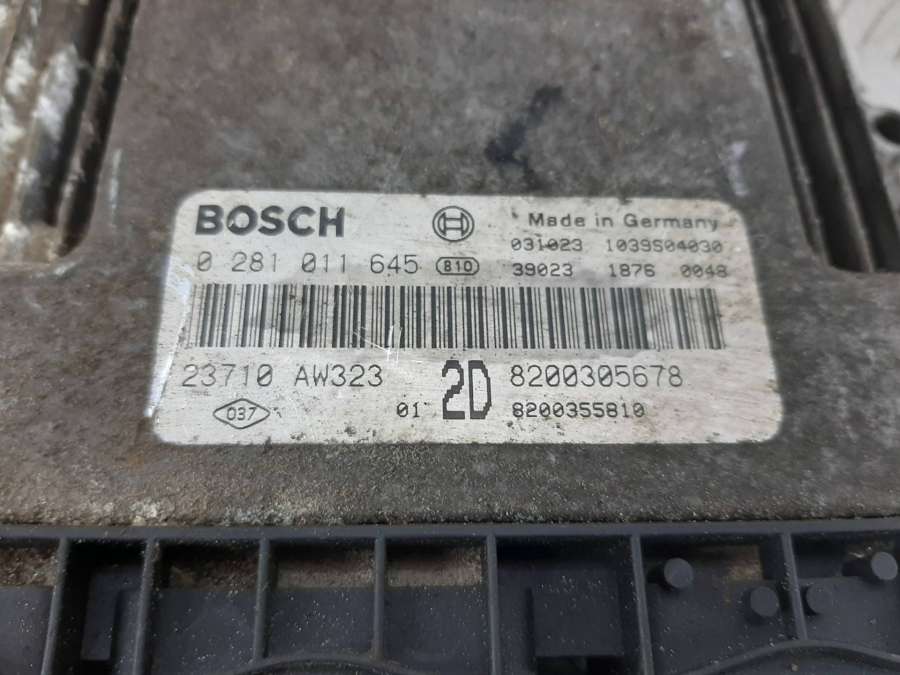 BOSCH Made in Germany
031023 1039S04030
0 281 011 645 810 39023 1876 0048
23710 AW323 2D 8200305678
037 01 8200355810